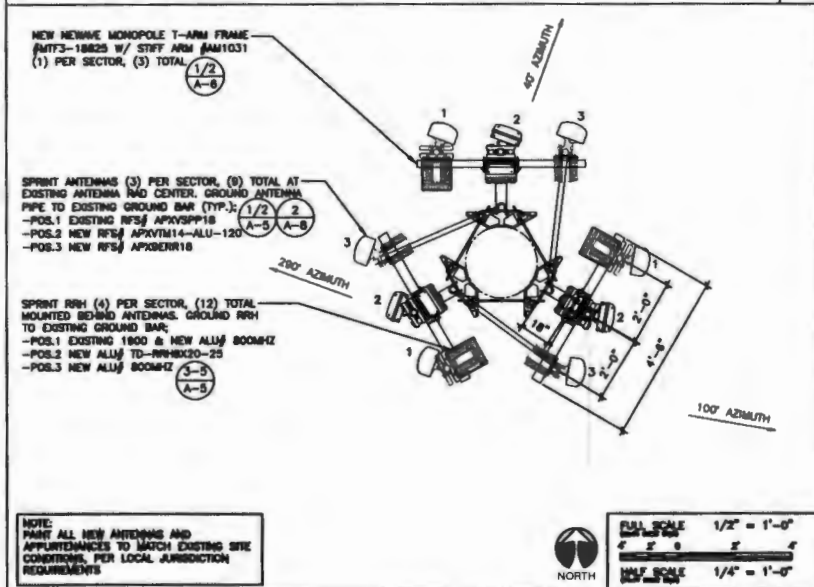 NEW NEWAVE MONOPOLE T-ARM FRAME
#MTF3-18825 W/ STIFF ARM #AM1031
(1) PER SECTOR, (3) TOTAL
1/2
A-6
40° AZIMUTH
1
2
3
SPRINT ANTENNAS (3) PER SECTOR, (9) TOTAL AT
EXISTING ANTENNA RAD CENTER. GROUND ANTENNA
PIPE TO EXISTING GROUND BAR (TYP.);
1/2
A-5
2
A-6
-POS.1 EXISTING RFS# APXVSPP18
-POS.2 NEW RFS# APXVTM14-ALU-120
-POS.3 NEW RFS#
3
290° AZIMUTH
2
1
SPRINT RRH (4) PER SECTOR, (12) TOTAL
MOUNTED BEHIND ANTENNAS. GROUND RRH
TO EXISTING GROUND BAR;
-POS.1 EXISTING 1900 & NEW ALU# 800MHZ
-POS.2 NEW ALU# TD-RRH8X20-25
-POS.3 NEW ALU# 800MHZ
3-5
A-5
1
2
3
18"
2'-0"
2'-0"
4'-6"
100° AZIMUTH
NOTE:
PAINT ALL NEW ANTENNAS AND
APPURTENANCES TO MATCH EXISTING SITE
CONDITIONS, PER LOCAL JURISDICTION
REQUIREMENTS
NORTH
FULL SCALE 1/2" = 1'-0"
4' 2' 0 2' 4'
HALF SCALE 1/4" = 1'-0"